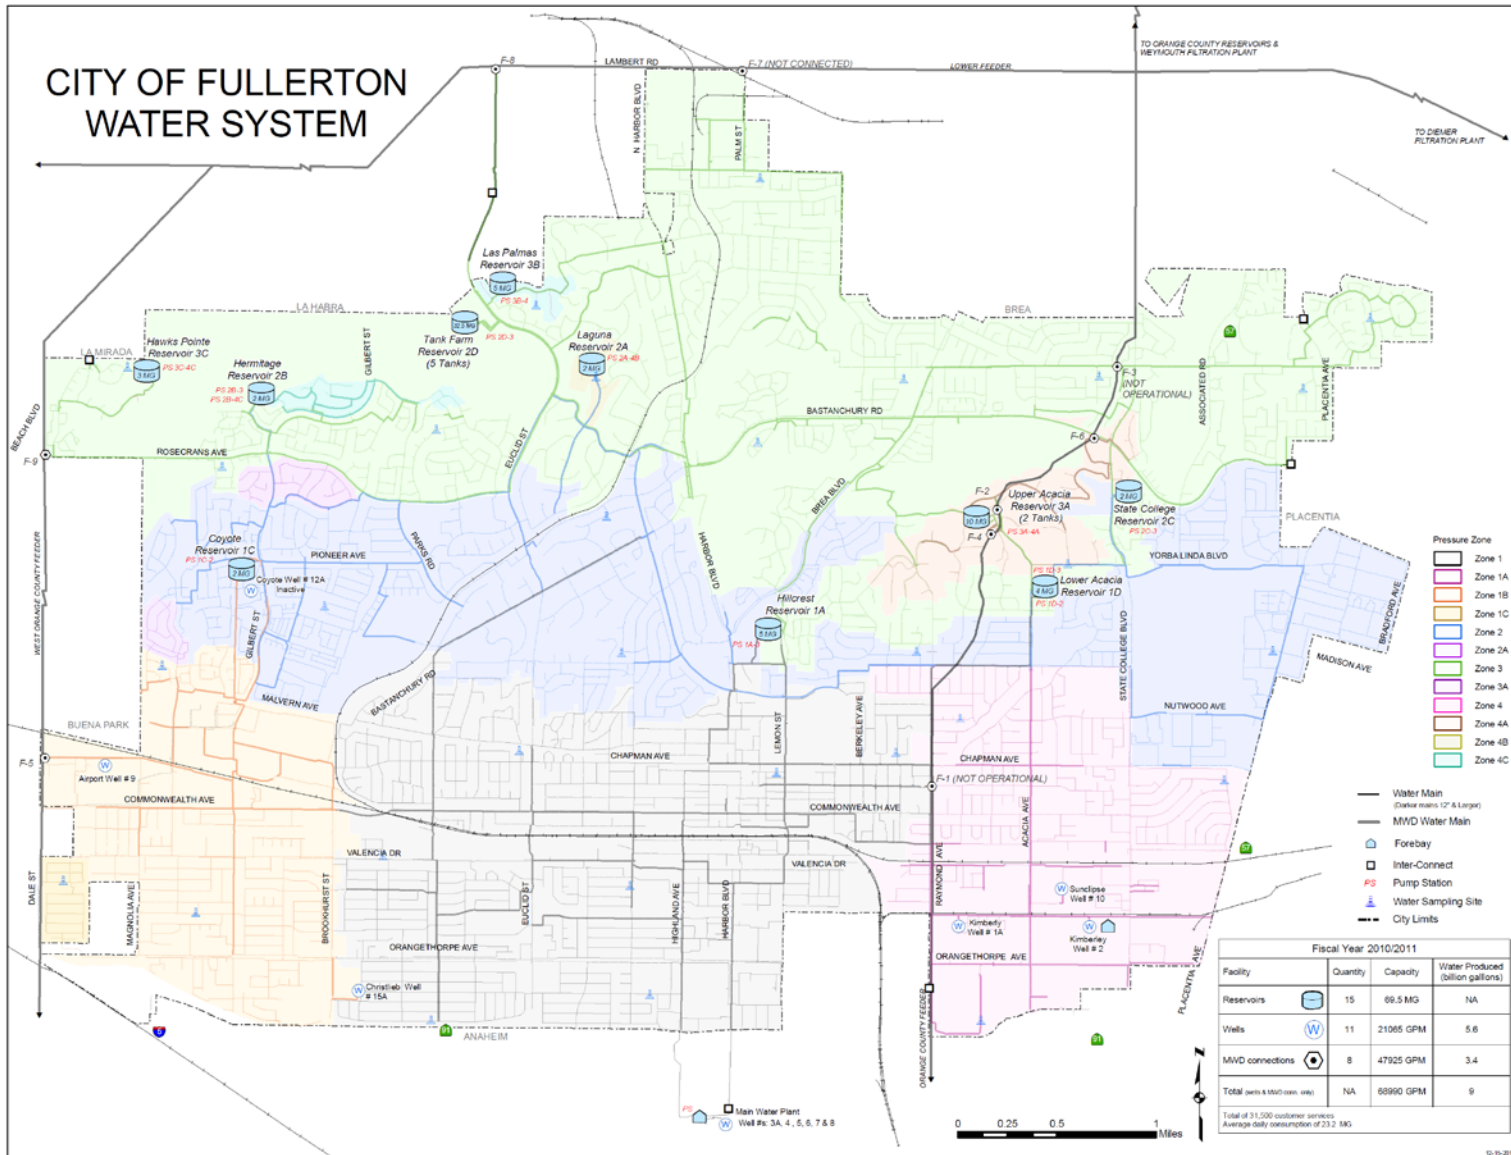 CITY OF FULLERTON
WATER SYSTEM
F-8
LAMBERT RD
F-7 (NOT CONNECTED)
LOWER FEEDER
TO ORANGE COUNTY RESERVOIRS &
WEYMOUTH FILTRATION PLANT
TO DIEMER
FILTRATION PLANT
N HARBOR BLVD
PALM ST
Las Palmas
Reservoir 3B
5 MG
PS 3B-4
LA HABRA
BREA
LA MIRADA
Hawks Pointe
Reservoir 3C
3 MG
PS 3C-4C
Hermitage
Reservoir 2B
PS 2B-3
PS 2B-4C
2 MG
GILBERT ST
Tank Farm
Reservoir 2D
(5 Tanks)
PS 2D-3
Laguna
Reservoir 2A
2 MG
PS 2A-4B
57
F-3
(NOT
OPERATIONAL)
ASSOCIATED RD
PLACENTIA AVE
BEACH BLVD
BASTANCHURY RD
F-9
ROSECRANS AVE
EUCLID ST
F-6
BREA BLVD
F-2
Upper Acacia
Reservoir 3A
(2 Tanks)
10 MG
F-4
PS 3A-4A
2 MG
State College
Reservoir 2C
PS 2C-3
PLACENTIA
Coyote
Reservoir 1C
PS 1C-2
2 MG
PIONEER AVE
PARKS RD
HARBOR BLVD
YORBA LINDA BLVD
Coyote Well # 12A
Inactive
PS 1D-3
4 MG
Lower Acacia
Reservoir 1D
PS 1D-2
Hillcrest
Reservoir 1A
5 MG
WEST ORANGE COUNTY FEEDER
GILBERT ST
STATE COLLEGE BLVD
BRADFORD AVE
MADISON AVE
MALVERN AVE
BASTANCHURY RD
NUTWOOD AVE
BUENA PARK
LEMON ST
BERKELEY AVE
F-5
Airport Well # 9
CHAPMAN AVE
CHAPMAN AVE
F-1 (NOT OPERATIONAL)
COMMONWEALTH AVE
COMMONWEALTH AVE
ACACIA AVE
VALENCIA DR
VALENCIA DR
57
DALE ST
MAGNOLIA AVE
BROOKHURST ST
EUCLID ST
HIGHLAND AVE
HARBOR BLVD
RAYMOND AVE
Sunclipse
Well # 10
Kimberly
Well # 1A
Kimberley
Well # 2
ORANGETHORPE AVE
ORANGETHORPE AVE
PLACENTIA AVE
Christlieb Well
# 15A
5
91
ANAHEIM
ORANGE COUNTY FEEDER
91
PS
Main Water Plant
Well #s: 3A, 4, 5, 6, 7 & 8
0 0.25 0.5 1
Miles
Pressure Zone
Zone 1
Zone 1A
Zone 1B
Zone 1C
Zone 2
Zone 2A
Zone 3
Zone 3A
Zone 4
Zone 4A
Zone 4B
Zone 4C
Water Main
(Darker mains 12" & Larger)
MWD Water Main
Forebay
Inter-Connect
PS Pump Station
Water Sampling Site
City Limits
Fiscal Year 2010/2011
Facility Quantity Capacity Water Produced (billion gallons)
Reservoirs 15 69.5 MG NA
Wells W 11 21065 GPM 5.6
MWD connections 8 47925 GPM 3.4
Total (wells & MWD conn. only) NA 68990 GPM 9
Total of 31,500 customer services
Average daily consumption of 23.2 MG